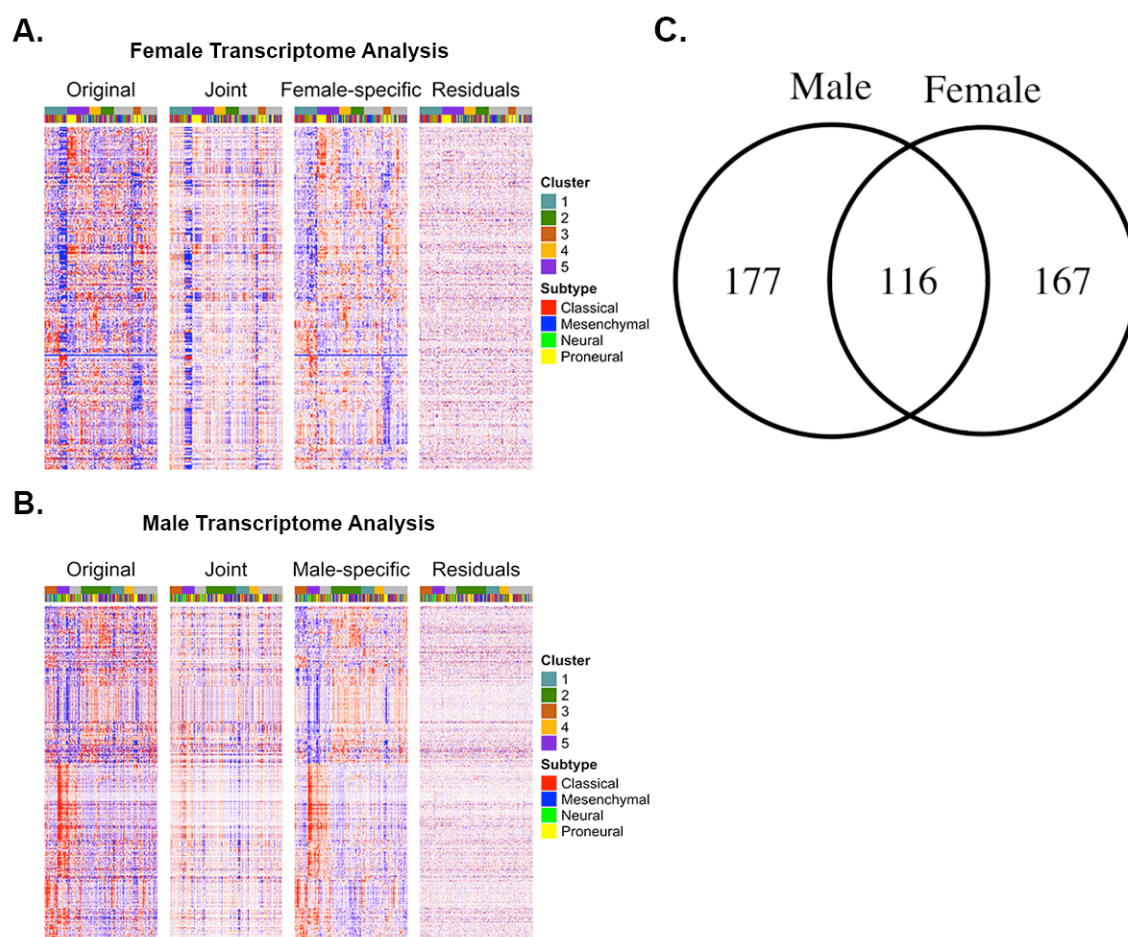 A.
Female Transcriptome Analysis
Original Joint Female-specific Residuals
Cluster
1
2
3
4
5
Subtype
Classical
Meschymal
Neural
Proneural
B.
Male Transcriptome Analysis
Original Joint Male-specific Residuals
Cluster
1
2
3
4
5
Subtype
Classical
Mesenchymal
Neural
Proneural
C.
Male Female
177 116 167